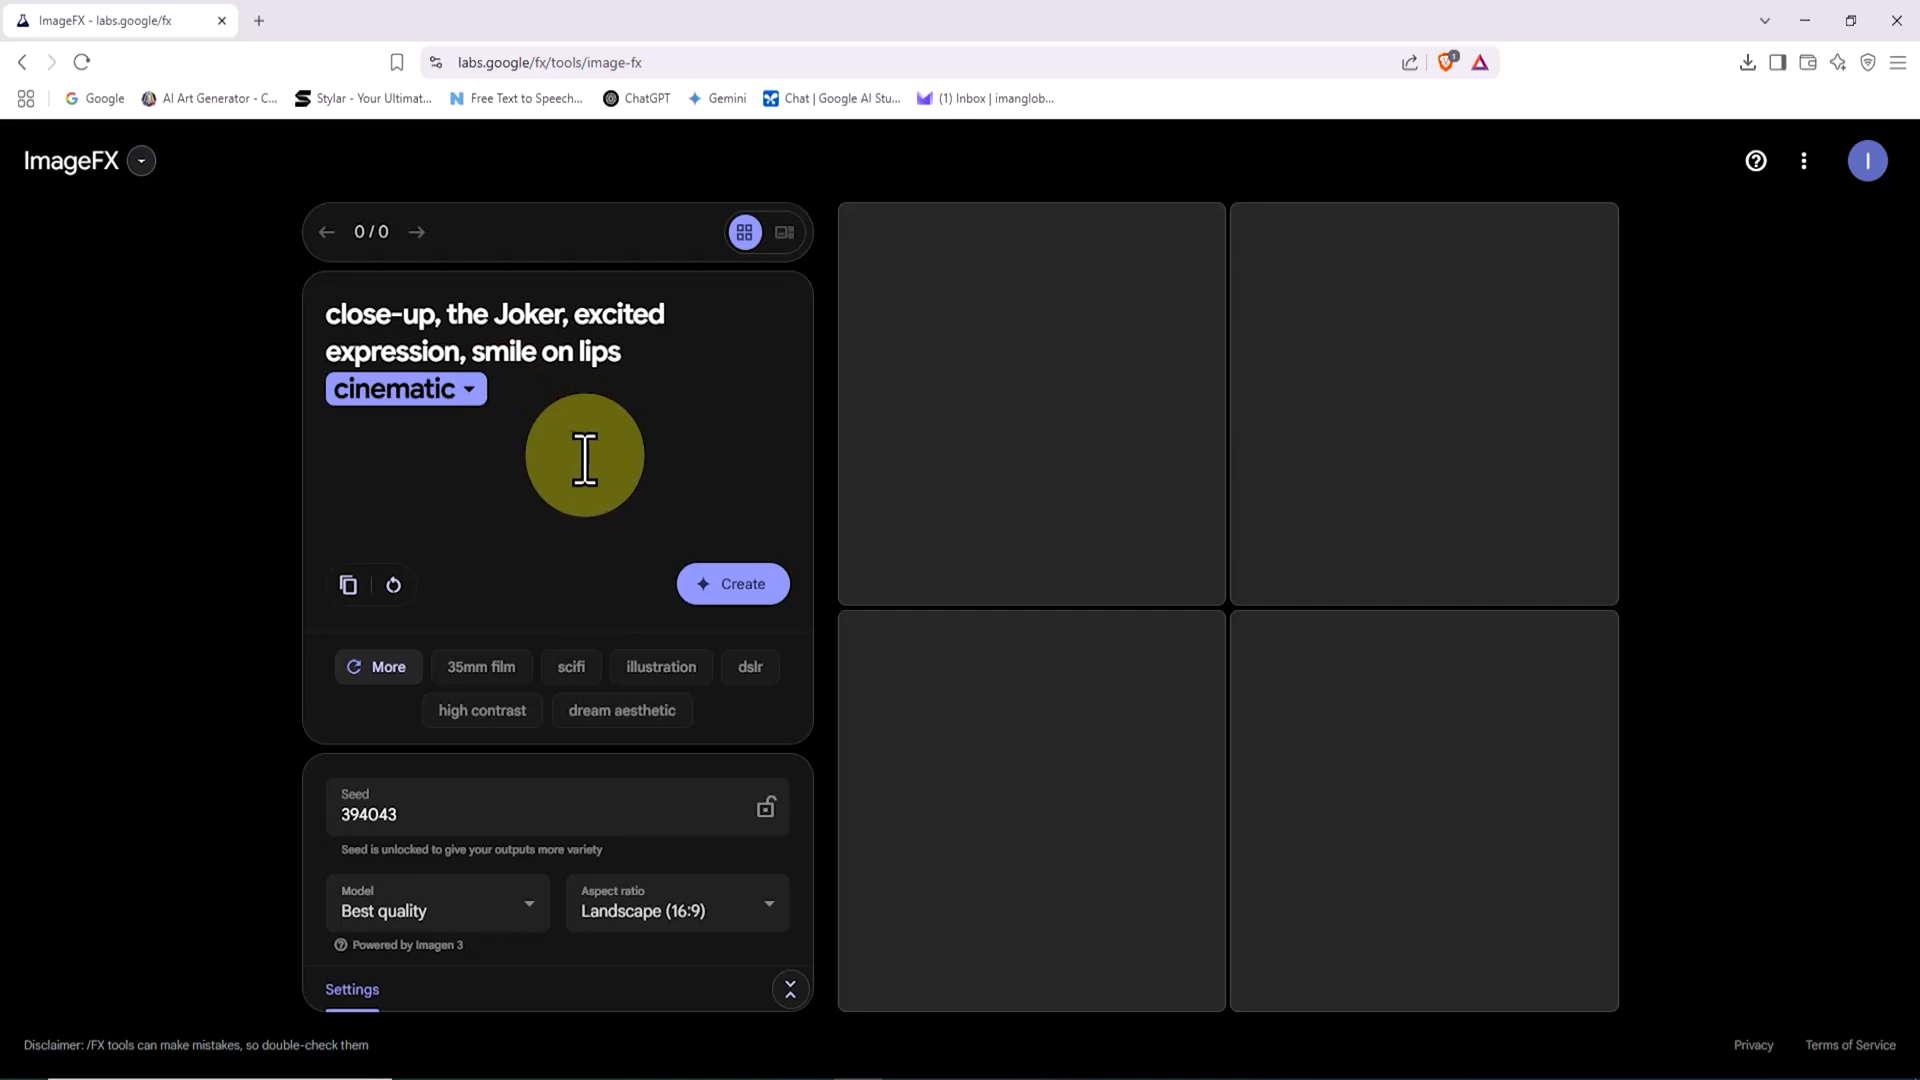 ImageFX - labs.google/fx
labs.google/fx/tools/image-fx
1
Google
AI Art Generator - C...
Stylar - Your Ultimat...
Free Text to Speech...
ChatGPT
Gemini
Chat | Google AI Stu...
(1) Inbox | imanglob...
ImageFX
I
0 / 0
close-up, the Joker, excited
expression, smile on lips
cinematic
Create
More
35mm film
scifi
illustration
dslr
high contrast
dream aesthetic
Seed
394043
Seed is unlocked to give your outputs more variety
Model
Best quality
Aspect ratio
Landscape (16:9)
Powered by Imagen 3
Settings
Disclaimer: /FX tools can make mistakes, so double-check them
Privacy
Terms of Service